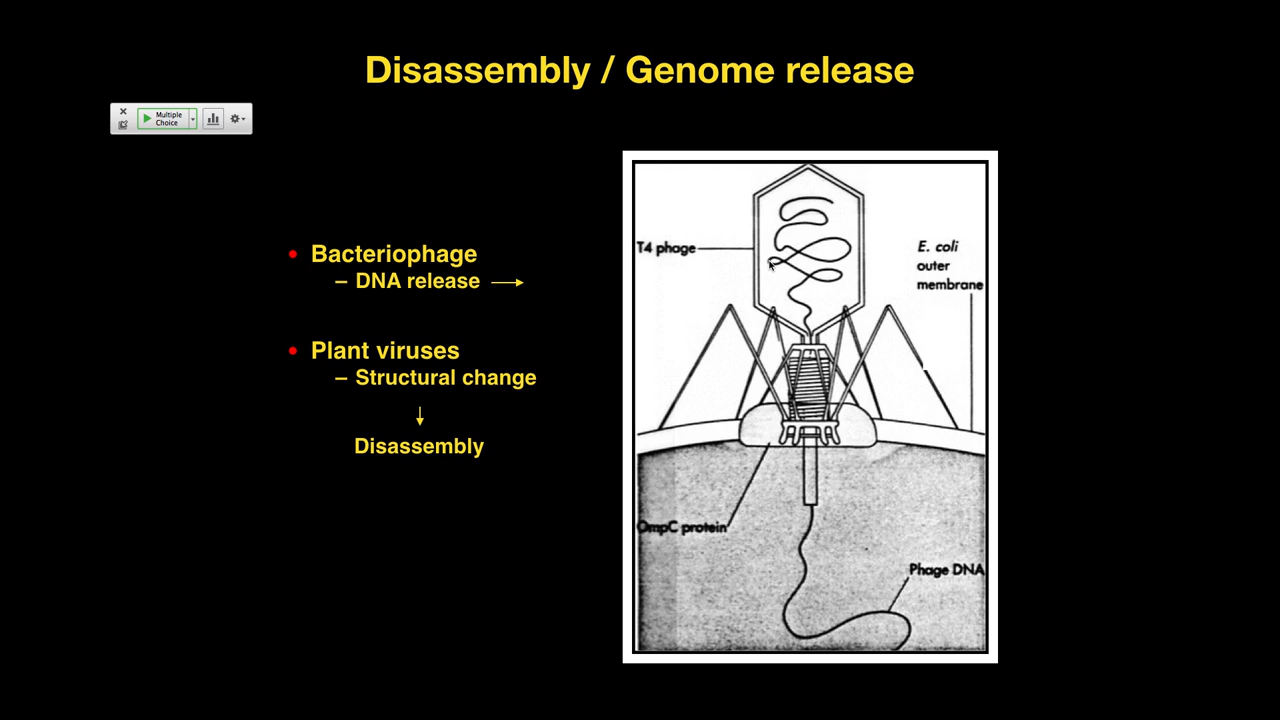 Disassembly / Genome release
Multiple
Choice
• Bacteriophage
– DNA release →
• Plant viruses
– Structural change
↓
Disassembly
T4 phage
E. coli
outer
membrane
OmpC protein
Phage DNA